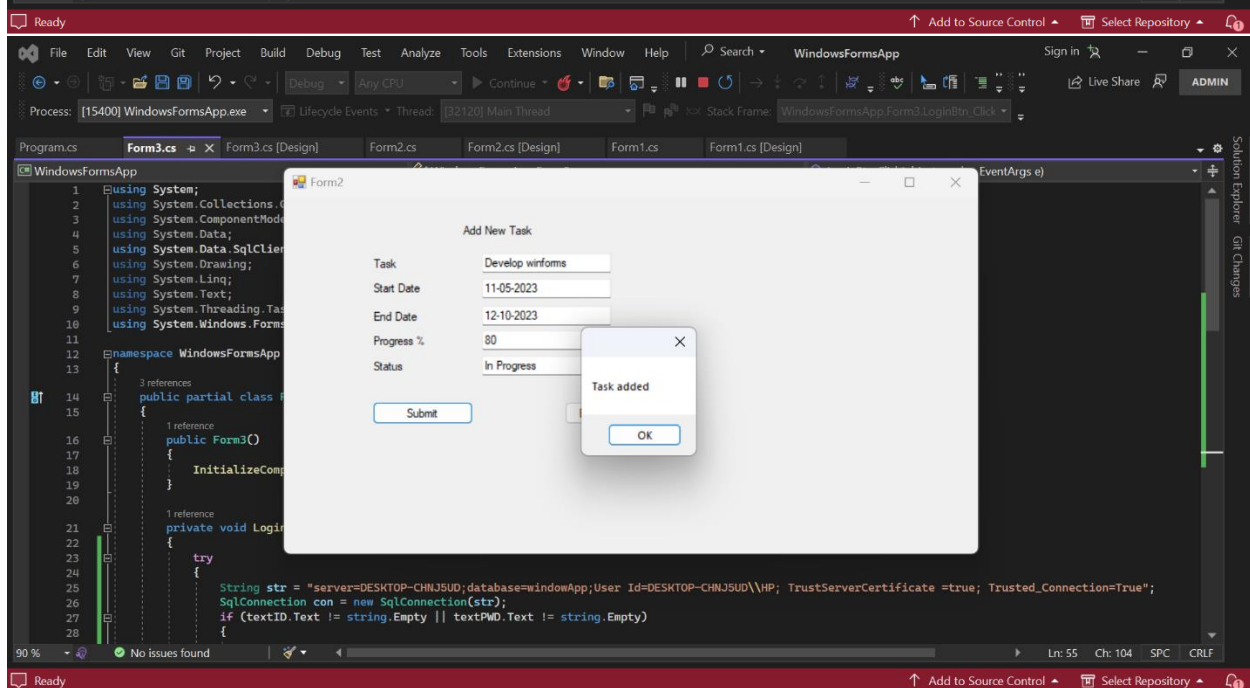 Ready Add to Source Control Select Repository 1
File Edit View Git Project Build Debug Test Analyze Tools Extensions Window Help Search WindowsFormsApp Sign in
Debug Any CPU Continue Live Share ADMIN
Process: [15400] WindowsFormsApp.exe Lifecycle Events Thread: [32120] Main Thread Stack Frame: WindowsFormsApp.Form3.LoginBtn_Click
Program.cs Form3.cs Form3.cs [Design] Form2.cs Form2.cs [Design] Form1.cs Form1.cs [Design]
WindowsFormsApp EventArgs e)
Solution Explorer
Git Changes
1 using System;
2 using System.Collections.
3 using System.ComponentMode
4 using System.Data;
5 using System.Data.SqlClien
6 using System.Drawing;
7 using System.Linq;
8 using System.Text;
9 using System.Threading.Tas
10 using System.Windows.Forms
11
12 namespace WindowsFormsApp
13 {
3 references
14 public partial class
15 {
1 reference
16 public Form3()
17 {
18 InitializeComp
19 }
20
1 reference
21 private void Login
22 {
23 try
24 {
25 String str = "server=DESKTOP-CHNJ5UD;database=windowApp;User Id=DESKTOP-CHNJ5UD\\HP; TrustServerCertificate =true; Trusted_Connection=True";
26 SqlConnection con = new SqlConnection(str);
27 if (textID.Text != string.Empty || textPWD.Text != string.Empty)
28 {
Form2
Add New Task
Task Develop winforms
Start Date 11-05-2023
End Date 12-10-2023
Progress % 80
Status In Progress
Submit
Task added
OK
90 % No issues found Ln: 55 Ch: 104 SPC CRLF
Ready Add to Source Control Select Repository 1